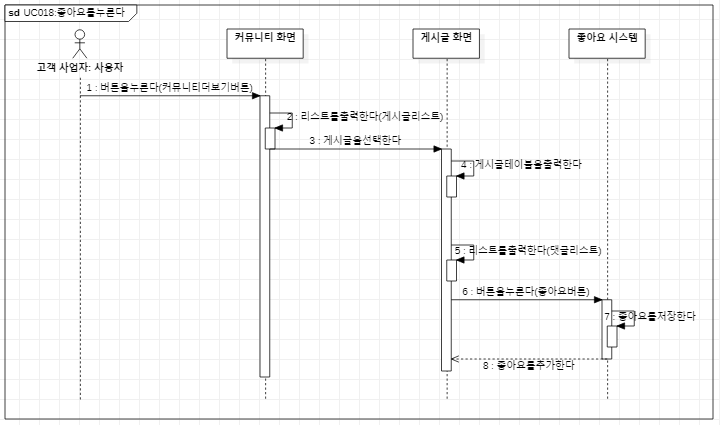 sd UC018:좋아요를누른다
커뮤니티 화면
게시글 화면
좋아요 시스템
고객 사업자: 사용자
1 : 버튼을누른다(커뮤니티더보기버튼)
2 : 리스트를출력한다(게시글리스트)
3 : 게시글을선택한다
4 : 게시글테이블을출력한다
5 : 리스트를출력한다(댓글리스트)
6 : 버튼을누른다(좋아요버튼)
7 : 좋아요를저장한다
8 : 좋아요를추가한다